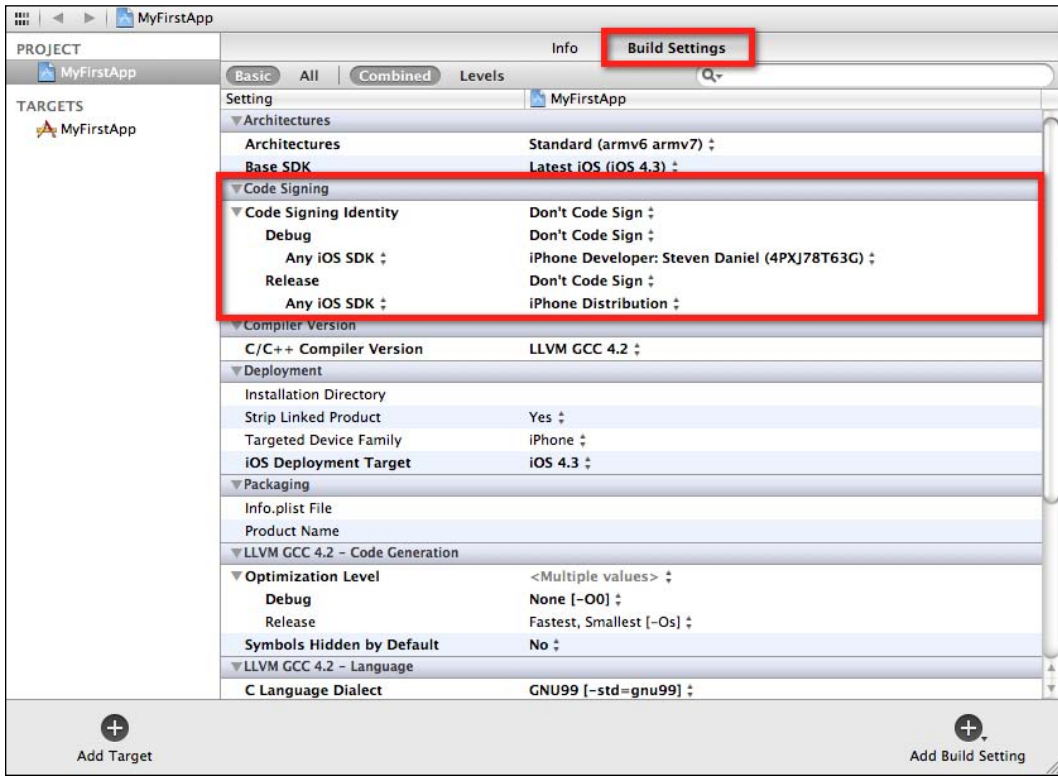 MyFirstApp
PROJECT
MyFirstApp
TARGETS
MyFirstApp
Info Build Settings
Basic All Combined Levels
Setting MyFirstApp
Architectures
Architectures Standard (armv6 armv7)
Base SDK Latest iOS (iOS 4.3)
Code Signing
Code Signing Identity Don't Code Sign
Debug Don't Code Sign
Any iOS SDK iPhone Developer: Steven Daniel (4PXJ78T63G)
Release Don't Code Sign
Any iOS SDK iPhone Distribution
Compiler Version
C/C++ Compiler Version LLVM GCC 4.2
Deployment
Installation Directory
Strip Linked Product Yes
Targeted Device Family iPhone
iOS Deployment Target iOS 4.3
Packaging
Info.plist File
Product Name
LLVM GCC 4.2 - Code Generation
Optimization Level <Multiple values>
Debug None [-O0]
Release Fastest, Smallest [-Os]
Symbols Hidden by Default No
LLVM GCC 4.2 - Language
C Language Dialect GNU99 [-std=gnu99]
Add Target Add Build Setting